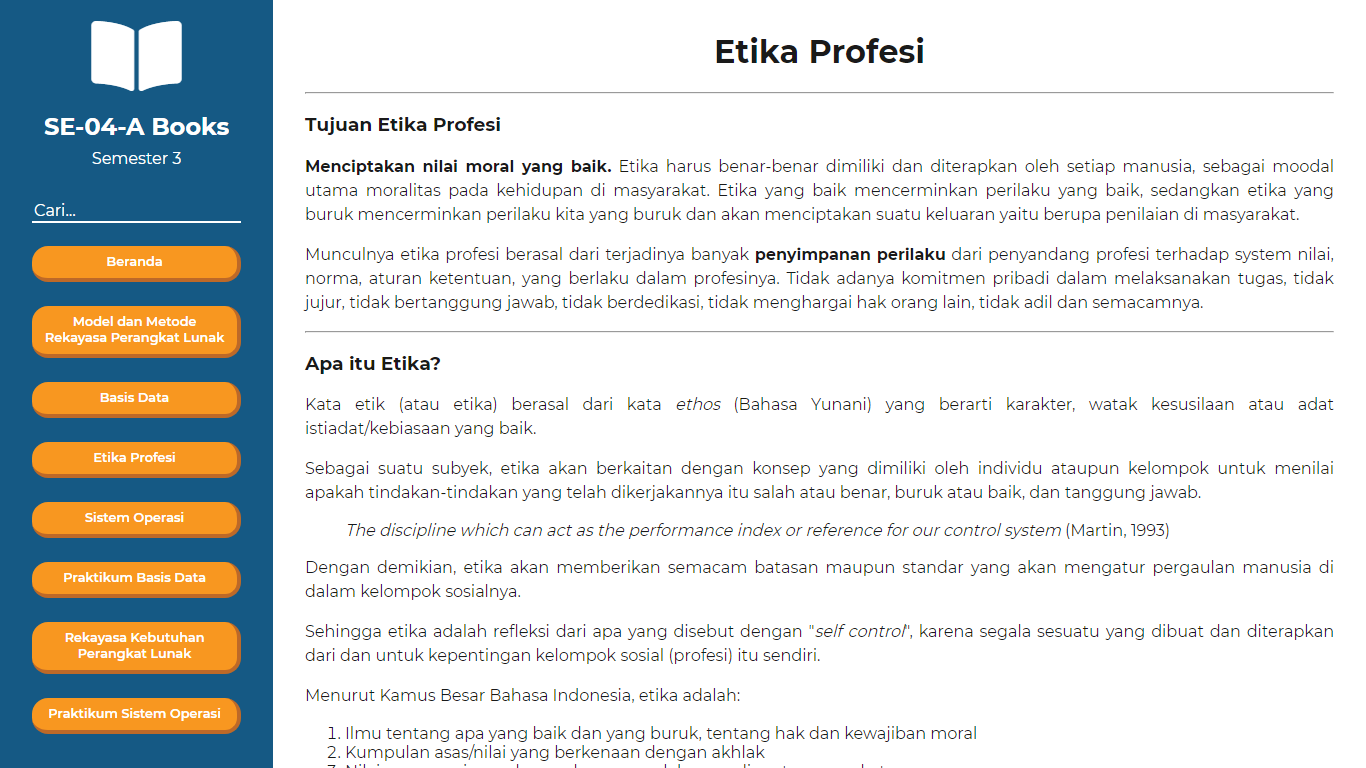 SE-04-A Books
Semester 3
Cari...
Beranda
Model dan Metode
Rekayasa Perangkat Lunak
Basis Data
Etika Profesi
Sistem Operasi
Praktikum Basis Data
Rekayasa Kebutuhan
Perangkat Lunak
Praktikum Sistem Operasi
Etika Profesi
Tujuan Etika Profesi
Menciptakan nilai moral yang baik. Etika harus benar-benar dimiliki dan diterapkan oleh setiap manusia, sebagai moodal
utama moralitas pada kehidupan di masyarakat. Etika yang baik mencerminkan perilaku yang baik, sedangkan etika yang
buruk mencerminkan perilaku kita yang buruk dan akan menciptakan suatu keluaran yaitu berupa penilaian di masyarakat.
Munculnya etika profesi berasal dari terjadinya banyak penyimpanan perilaku dari penyandang profesi terhadap system nilai,
norma, aturan ketentuan, yang berlaku dalam profesinya. Tidak adanya komitmen pribadi dalam melaksanakan tugas, tidak
jujur, tidak bertanggung jawab, tidak berdedikasi, tidak menghargai hak orang lain, tidak adil dan semacamnya.
Apa itu Etika?
Kata etik (atau etika) berasal dari kata ethos (Bahasa Yunani) yang berarti karakter, watak kesusilaan atau adat
istiadat/kebiasaan yang baik.
Sebagai suatu subyek, etika akan berkaitan dengan konsep yang dimiliki oleh individu ataupun kelompok untuk menilai
apakah tindakan-tindakan yang telah dikerjakannya itu salah atau benar, buruk atau baik, dan tanggung jawab.
The discipline which can act as the performance index or reference for our control system (Martin, 1993)
Dengan demikian, etika akan memberikan semacam batasan maupun standar yang akan mengatur pergaulan manusia di
dalam kelompok sosialnya.
Sehingga etika adalah refleksi dari apa yang disebut dengan "self control", karena segala sesuatu yang dibuat dan diterapkan
dari dan untuk kepentingan kelompok sosial (profesi) itu sendiri.
Menurut Kamus Besar Bahasa Indonesia, etika adalah:
1. Ilmu tentang apa yang baik dan yang buruk, tentang hak dan kewajiban moral
2. Kumpulan asas/nilai yang berkenaan dengan akhlak